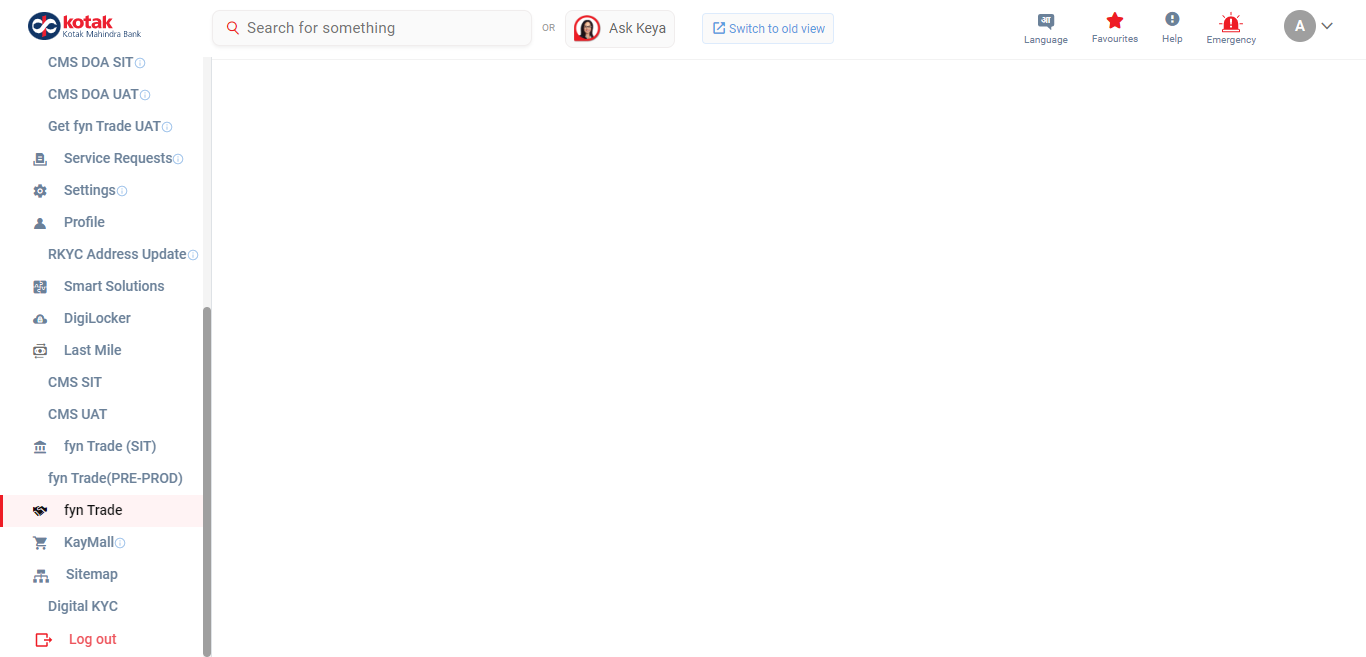 kotak
Kotak Mahindra Bank
Search for something
OR
Ask Keya
Switch to old view
अा
Language
Favourites
Help
Emergency
A
CMS DOA SIT
CMS DOA UAT
Get fyn Trade UAT
Service Requests
Settings
Profile
RKYC Address Update
Smart Solutions
DigiLocker
Last Mile
CMS SIT
CMS UAT
fyn Trade (SIT)
fyn Trade(PRE-PROD)
fyn Trade
KayMall
Sitemap
Digital KYC
Log out